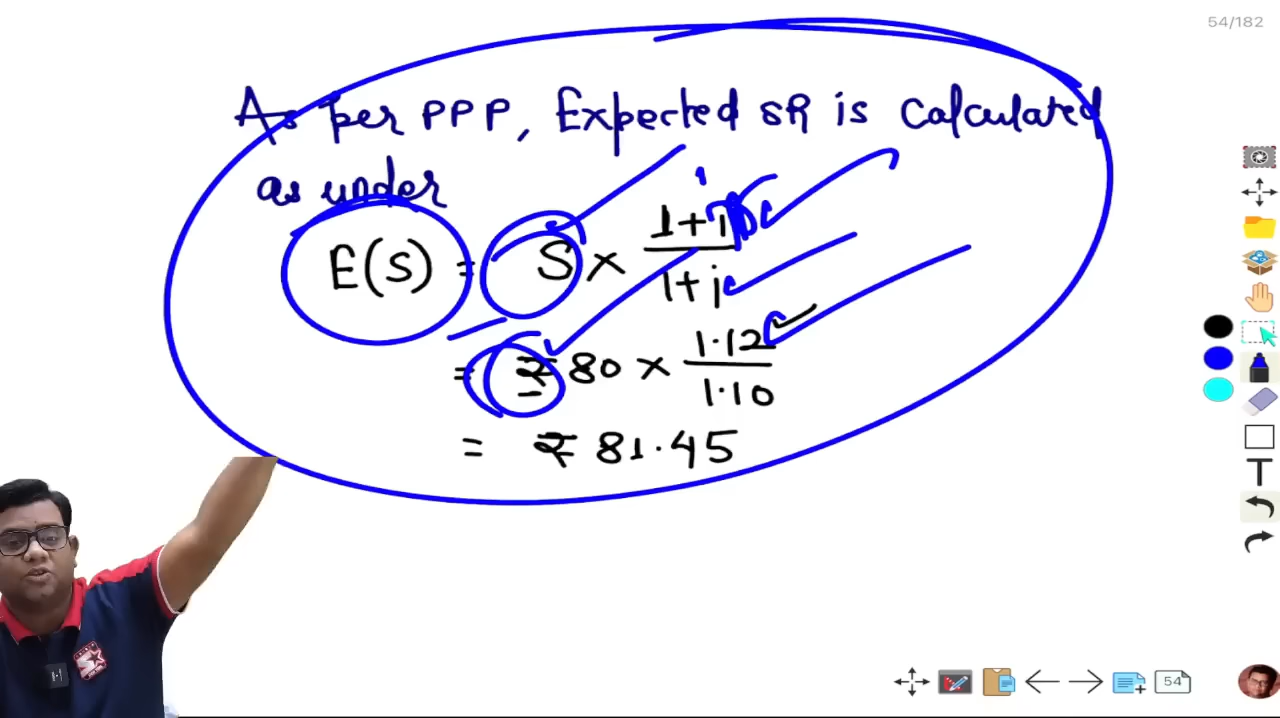 54/182
As per PPP, Expected SR is Calculated
as under
E(S) = S × (1+i)/(1+i)
= ₹ 80 × 1.12/1.10
= ₹ 81.45
T
54